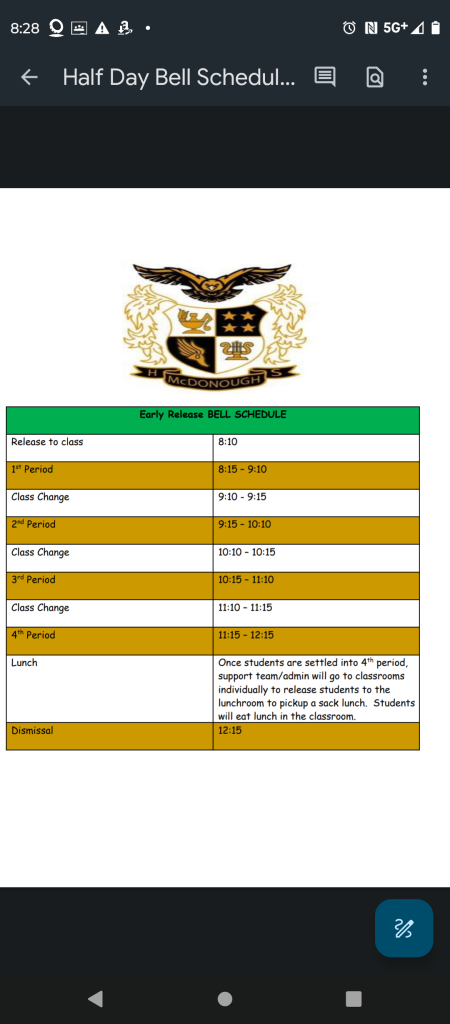 8:28
5G+
Half Day Bell Schedul...
H S
McDONOUGH
Early Release BELL SCHEDULE
Release to class 8:10
1st Period 8:15 – 9:10
Class Change 9:10 - 9:15
2nd Period 9:15 – 10:10
Class Change 10:10 – 10:15
3rd Period 10:15 – 11:10
Class Change 11:10 – 11:15
4th Period 11:15 – 12:15
Lunch Once students are settled into 4th period,
support team/admin will go to classrooms
individually to release students to the
lunchroom to pickup a sack lunch. Students
will eat lunch in the classroom.
Dismissal 12:15